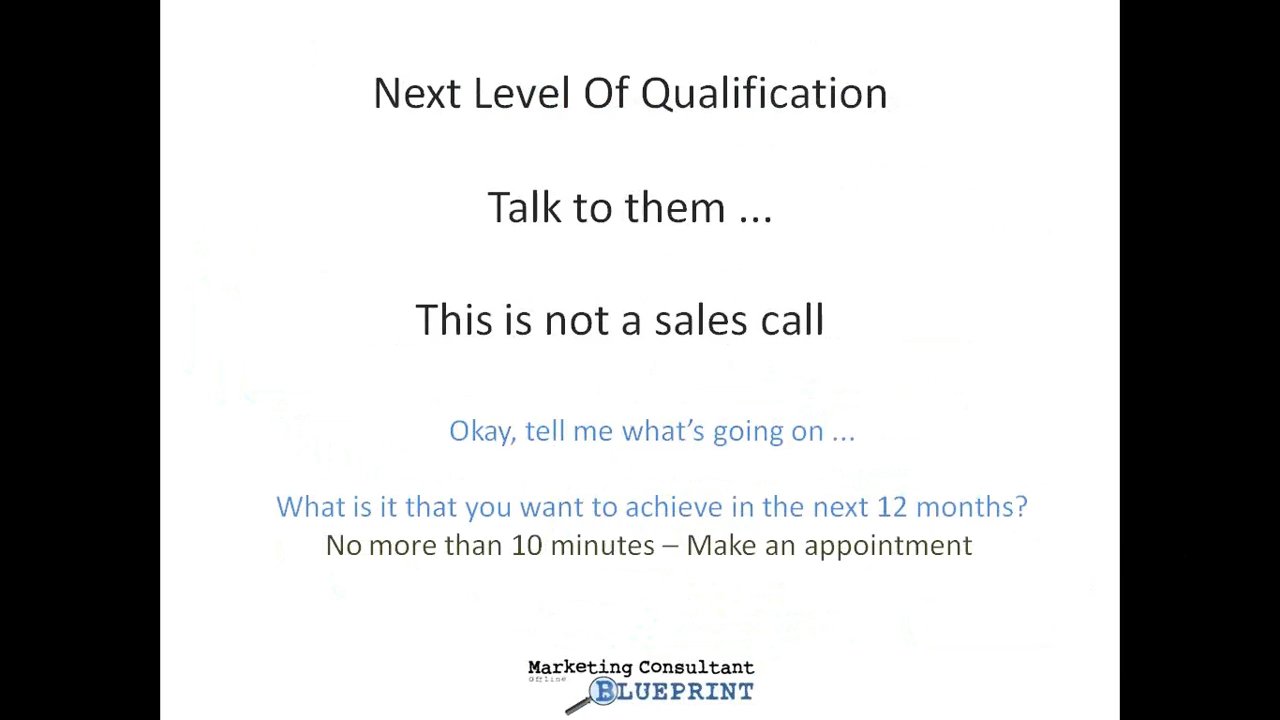 Next Level Of Qualification
Talk to them ...
This is not a sales call
Okay, tell me what’s going on ...
What is it that you want to achieve in the next 12 months?
No more than 10 minutes – Make an appointment
Marketing Consultant
Offline
BLUEPRINT